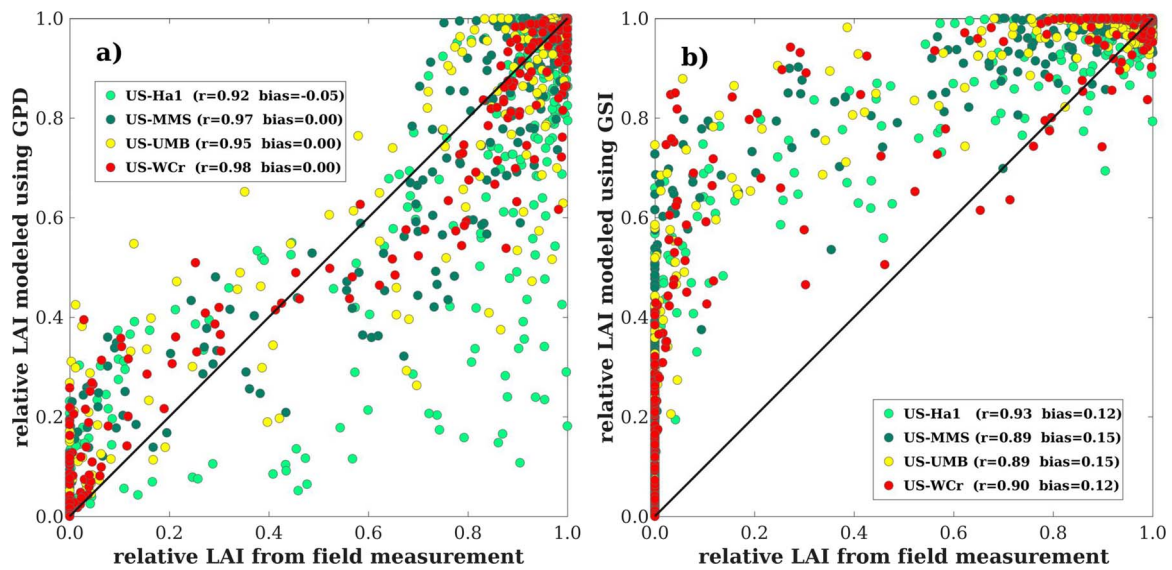 a)
US-Ha1 (r=0.92 bias=-0.05)
US-MMS (r=0.97 bias=0.00)
US-UMB (r=0.95 bias=0.00)
US-WCr (r=0.98 bias=0.00)
relative LAI modeled using GPD
1.0
0.8
0.6
0.4
0.2
0.0
0.0 0.2 0.4 0.6 0.8 1.0
relative LAI from field measurement
b)
relative LAI modeled using GSI
1.0
0.8
0.6
0.4
0.2
0.0
US-Ha1 (r=0.93 bias=0.12)
US-MMS (r=0.89 bias=0.15)
US-UMB (r=0.89 bias=0.15)
US-WCr (r=0.90 bias=0.12)
0.0 0.2 0.4 0.6 0.8 1.0
relative LAI from field measurement